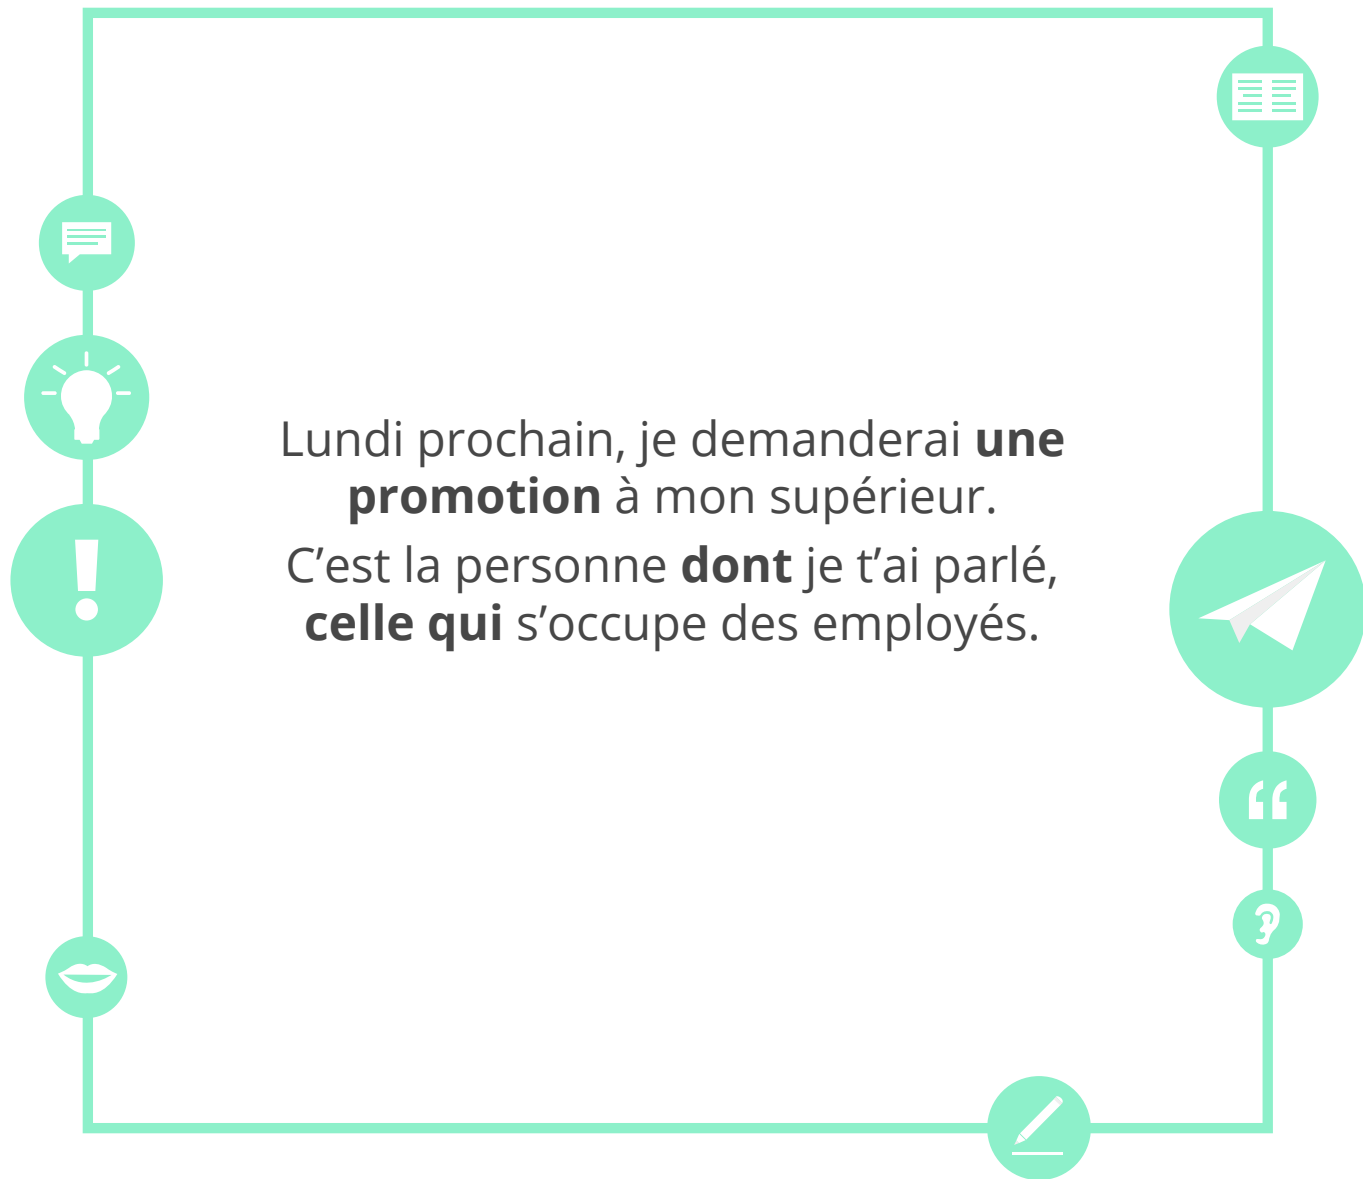 Lundi prochain, je demanderai une
promotion à mon supérieur.
C’est la personne dont je t’ai parlé,
celle qui s’occupe des employés.